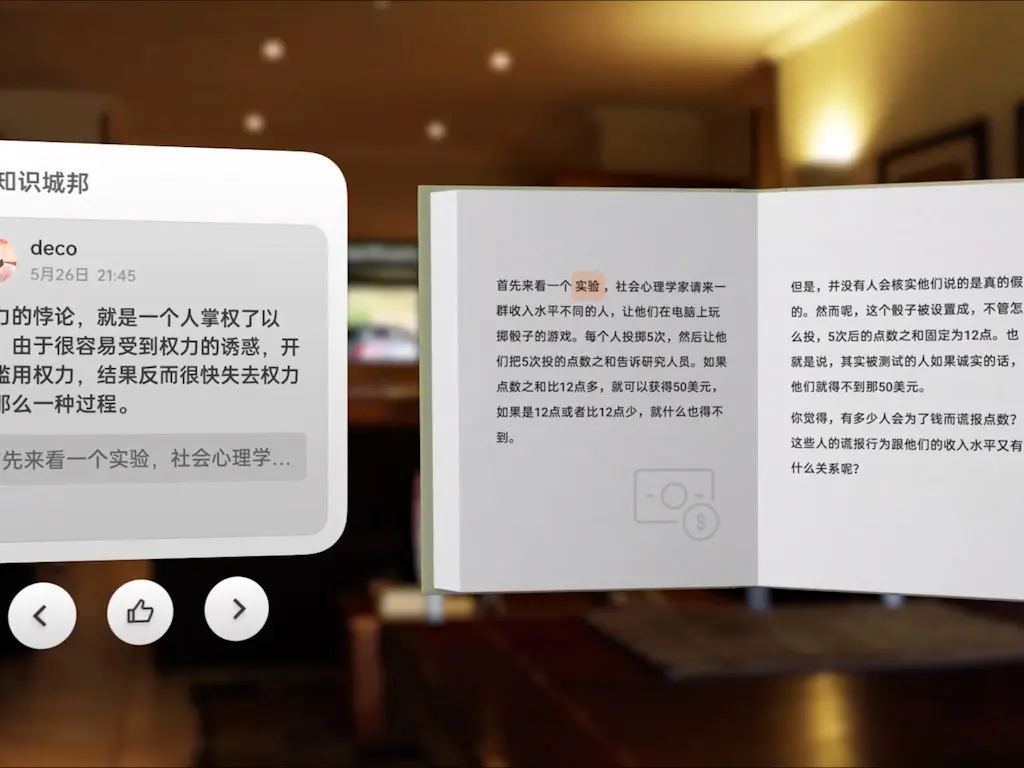 知识城邦
deco
5月26日 21:45
力的悖论，就是一个人掌权了以
由于很容易受到权力的诱惑，开
滥用权力，结果反而很快失去权力
那么一种过程。
先来看一个实验，社会心理学...
首先来看一个实验，社会心理学家请来一
群收入水平不同的人，让他们在电脑上玩
掷骰子的游戏。每个人投掷5次，然后让他
们把5次投的点数之和告诉研究人员。如果
点数之和比12点多，就可以获得50美元，
如果是12点或者比12点少，就什么也得不
到。
$
但是，并没有人会核实他们说的是真的假
的。然而呢，这个骰子被设置成，不管怎
么投，5次后的点数之和固定为12点。也
就是说，其实被测试的人如果诚实的话，
他们就得不到那50美元。
你觉得，有多少人会为了钱而谎报点数？
这些人的谎报行为跟他们的收入水平又有
什么关系呢？